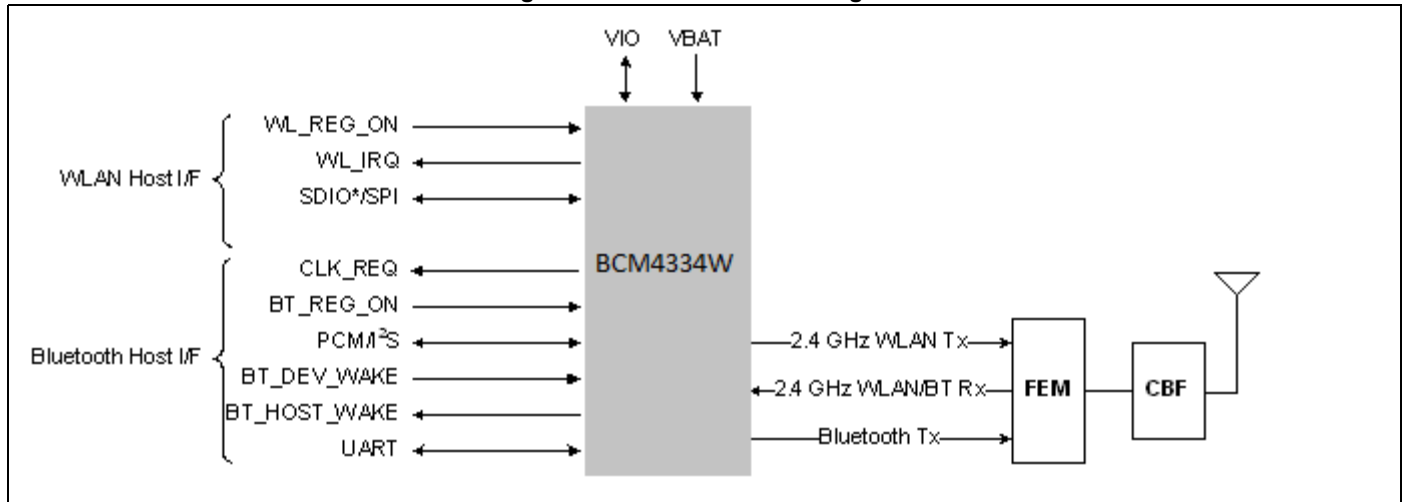 VIO VBAT
WL_REG_ON
WL_IRQ
WLAN Host I/F
SDIO*/SPI
CLK_REQ
BCM4334W
BT_REG_ON
PCM/I²S
2.4 GHz WLAN Tx
Bluetooth Host I/F
BT_DEV_WAKE
2.4 GHz WLAN/BT Rx
FEM
CBF
BT_HOST_WAKE
Bluetooth Tx
UART